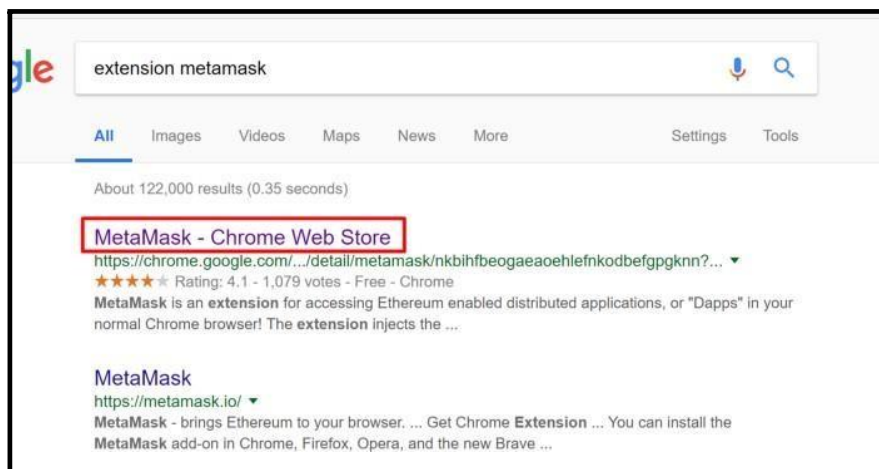 gle
extension metamask
All Images Videos Maps News More Settings Tools
About 122,000 results (0.35 seconds)
MetaMask - Chrome Web Store
https://chrome.google.com/.../detail/metamask/nkbihfbeogaeaoehlefnkodbefgpgknn?... ▼
★★★★★ Rating: 4.1 - 1,079 votes - Free - Chrome
MetaMask is an extension for accessing Ethereum enabled distributed applications, or "Dapps" in your
normal Chrome browser! The extension injects the ...
MetaMask
https://metamask.io/ ▼
MetaMask - brings Ethereum to your browser. ... Get Chrome Extension ... You can install the
MetaMask add-on in Chrome, Firefox, Opera, and the new Brave ...